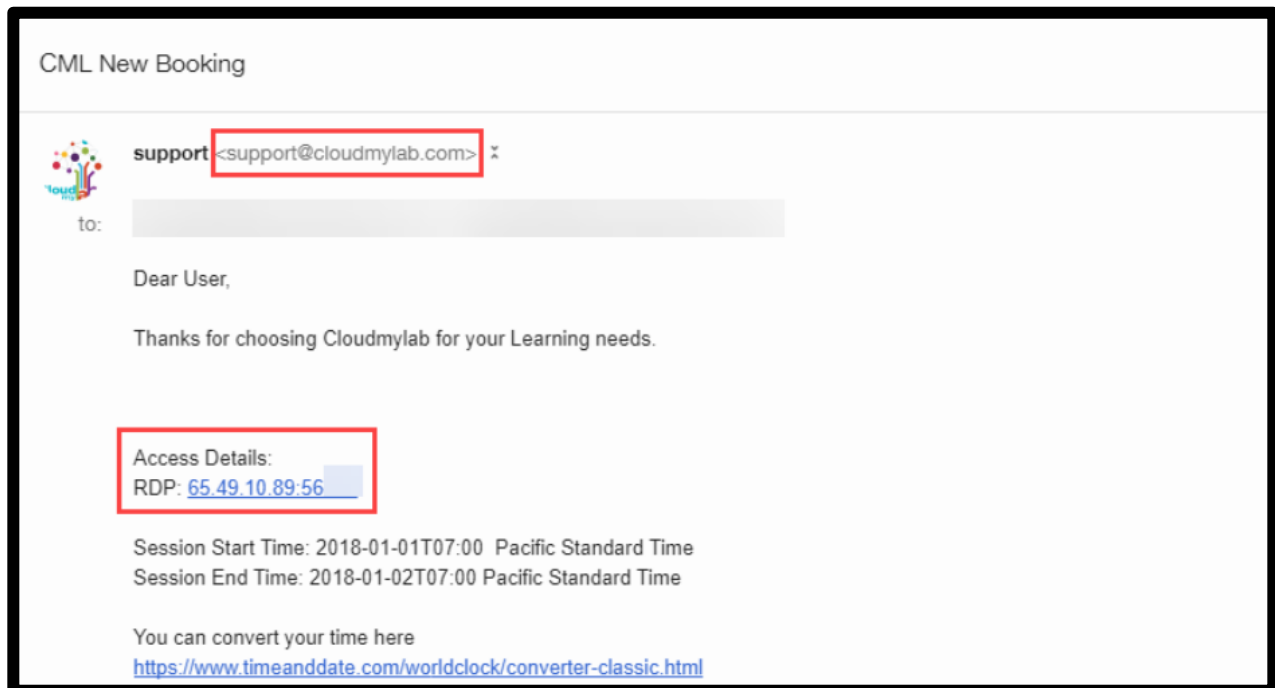 CML New Booking
support <support@cloudmylab.com>
to:
Dear User,
Thanks for choosing Cloudmylab for your Learning needs.
Access Details:
RDP: 65.49.10.89:56
Session Start Time: 2018-01-01T07:00 Pacific Standard Time
Session End Time: 2018-01-02T07:00 Pacific Standard Time
You can convert your time here
https://www.timeanddate.com/worldclock/converter-classic.html